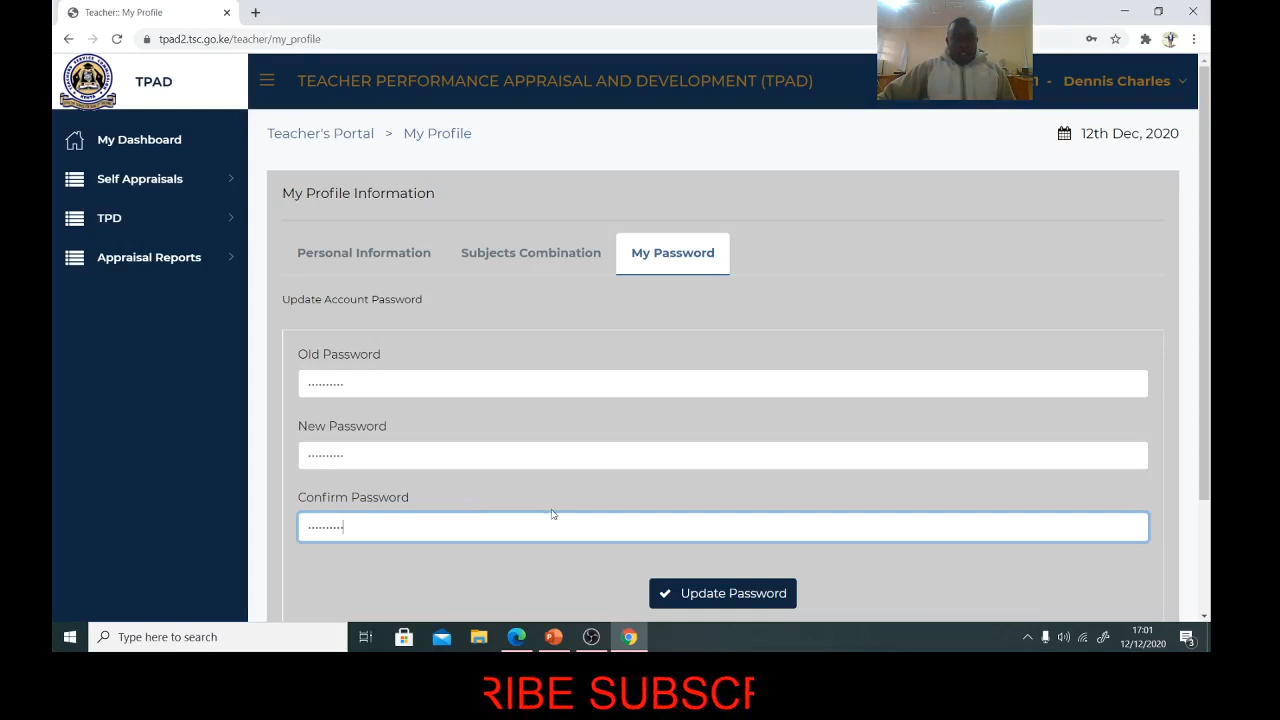 Teacher:: My Profile
tpad2.tsc.go.ke/teacher/my_profile
TPAD
TEACHER PERFORMANCE APPRAISAL AND DEVELOPMENT (TPAD)
1 - Dennis Charles
My Dashboard
Self Appraisals
TPD
Appraisal Reports
Teacher's Portal > My Profile
12th Dec, 2020
My Profile Information
Personal Information
Subjects Combination
My Password
Update Account Password
Old Password
··········
New Password
··········
Confirm Password
··········
Update Password
Type here to search
17:01
12/12/2020
3
RIBE SUBSCR